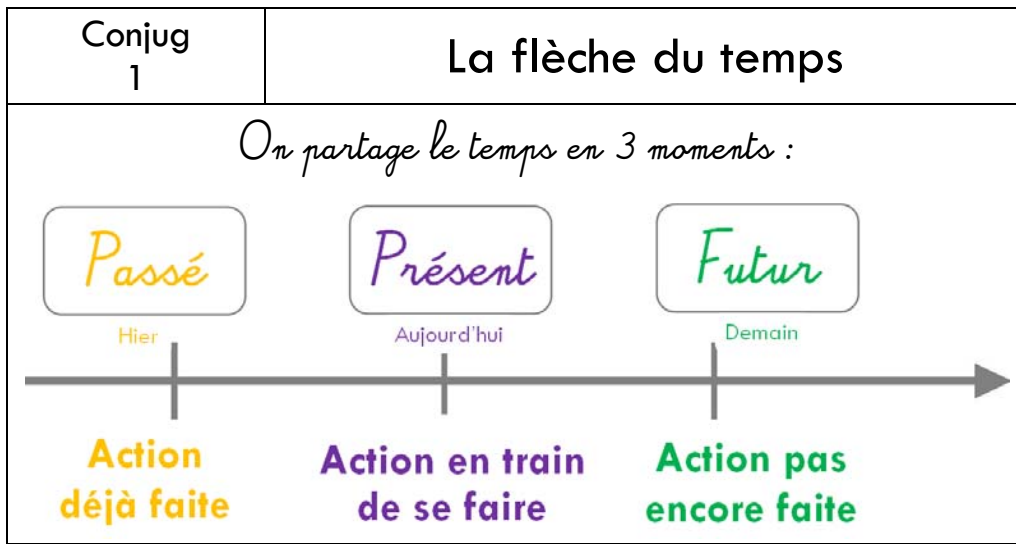 Conjug
1
La flèche du temps
On partage le temps en 3 moments :
Passé
Présent
Futur
Hier
Aujourd'hui
Demain
Action
déjà faite
Action en train
de se faire
Action pas
encore faite